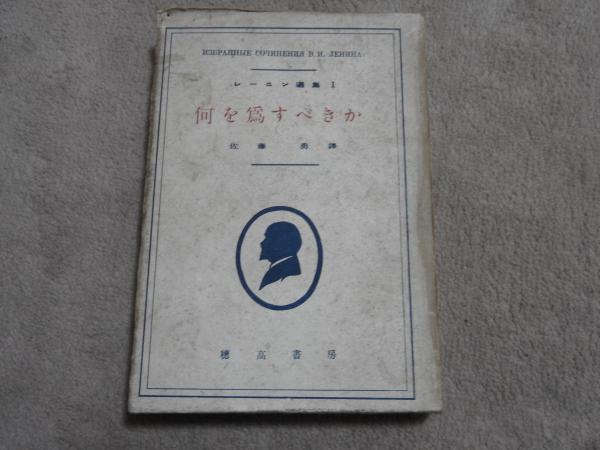 ИЗБРАННЫЕ СОЧИНЕНИЯ В. И. ЛЕНИНА
レーニン選集 I
何を爲すべきか
佐藤 勇譯
穂高書房